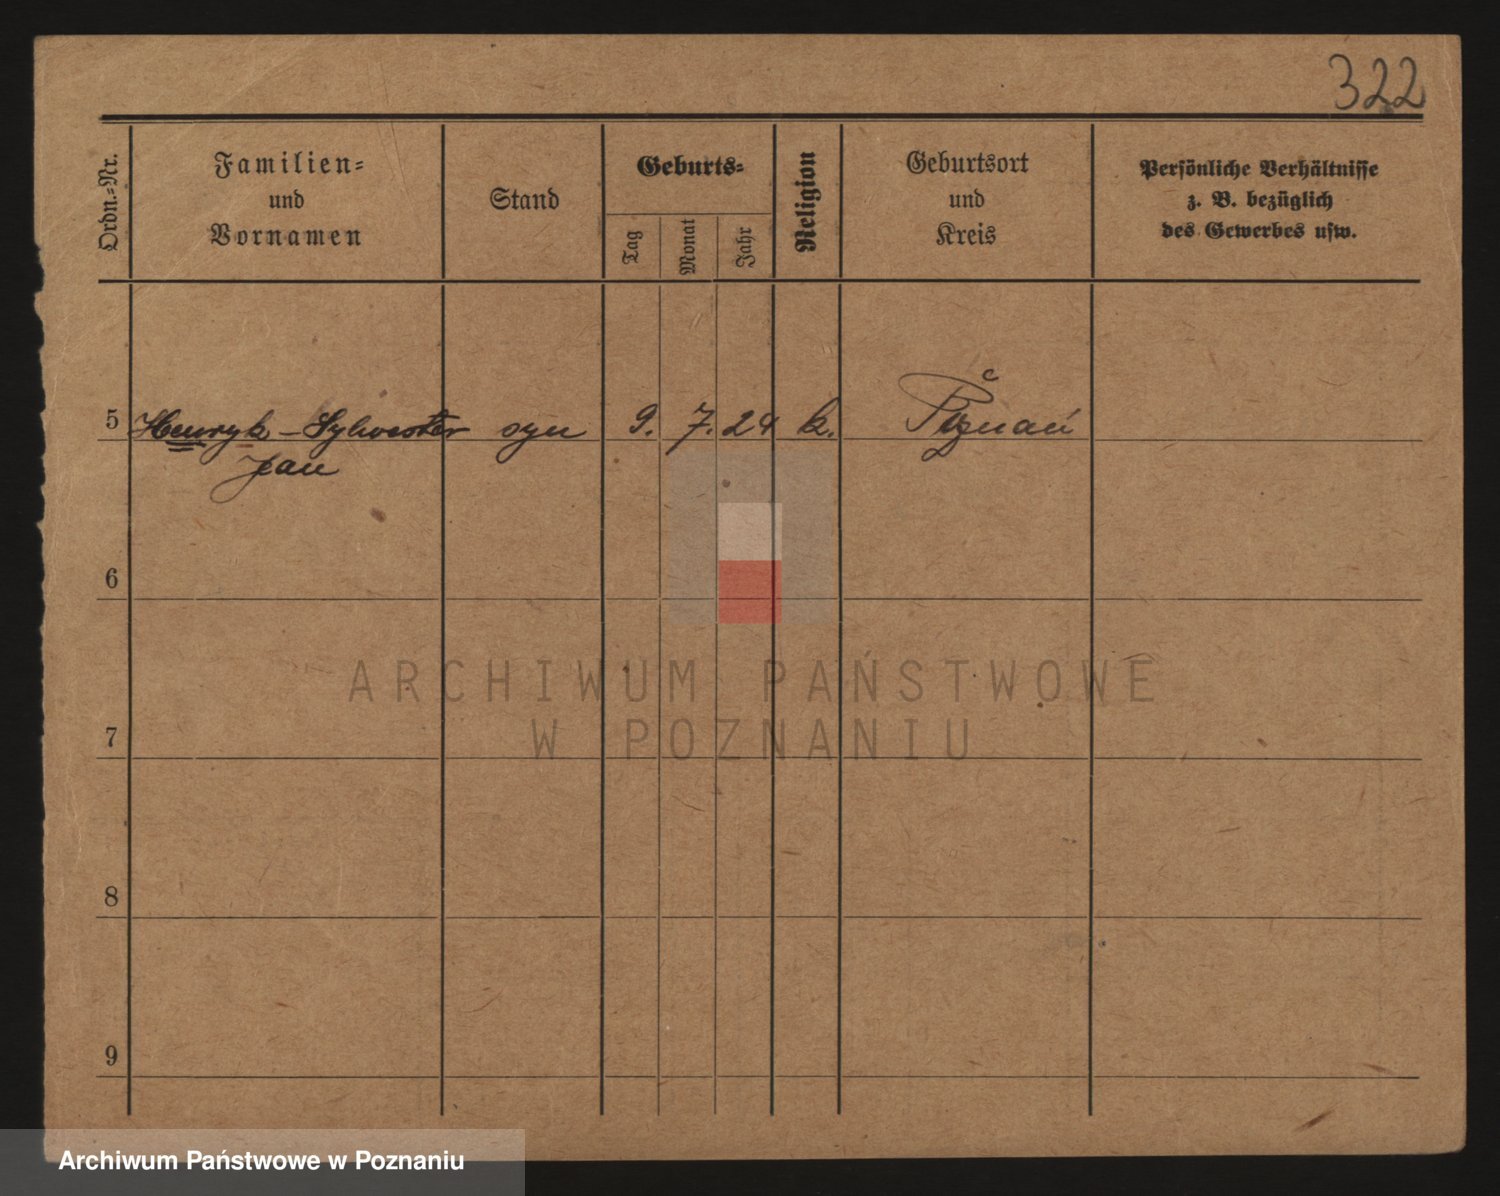 322
Ordn.-Nr.
Familien-
und
Vornamen
Stand
Geburts-
Tag
Monat
Jahr
Religion
Geburtsort
und
Kreis
Persönliche Verhältnisse
z. B. bezüglich
des Gewerbes usw.
5 Henryk - Sylwester syn 9. 7. 24 k. Poznań
Jan
6
7
8
9
ARCHIWUM PAŃSTWOWE
W POZNANIU
Archiwum Państwowe w Poznaniu